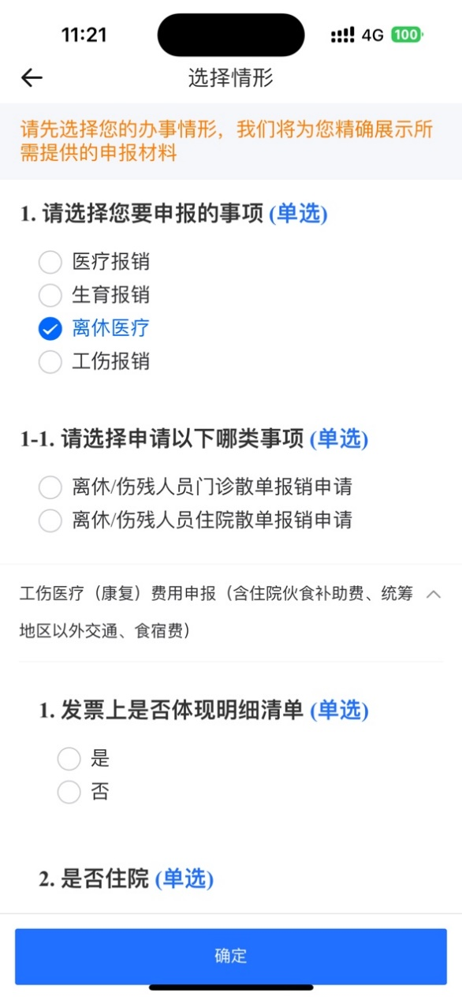 11:21
4G 100
选择情形
请先选择您的办事情形，我们将为您精确展示所
需提供的申报材料
1. 请选择您要申报的事项 (单选)
医疗报销
生育报销
离休医疗
工伤报销
1-1. 请选择申请以下哪类事项 (单选)
离休/伤残人员门诊散单报销申请
离休/伤残人员住院散单报销申请
工伤医疗（康复）费用申报（含住院伙食补助费、统筹
地区以外交通、食宿费）
1. 发票上是否体现明细清单 (单选)
是
否
2. 是否住院 (单选)
确定